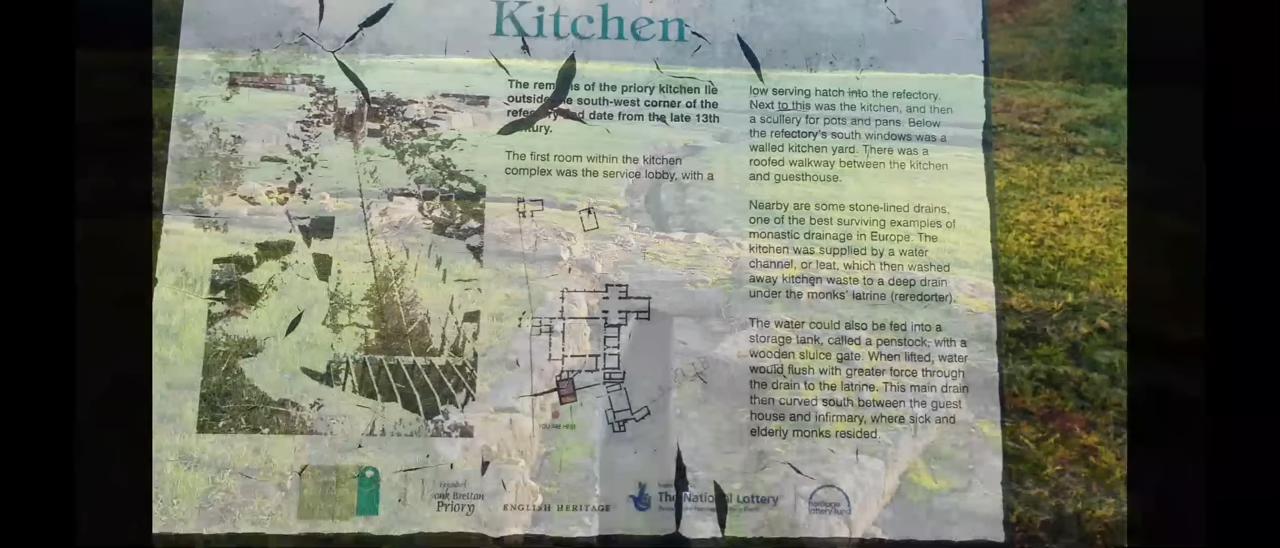 Kitchen
The remains of the priory kitchen lie
outside the south-west corner of the
refectory and date from the late 13th
century.
The first room within the kitchen
complex was the service lobby, with a
low serving hatch into the refectory.
Next to this was the kitchen, and then
a scullery for pots and pans. Below
the refectory's south windows was a
walled kitchen yard. There was a
roofed walkway between the kitchen
and guesthouse.
Nearby are some stone-lined drains,
one of the best surviving examples of
monastic drainage in Europe. The
kitchen was supplied by a water
channel, or leat, which then washed
away kitchen waste to a deep drain
under the monks' latrine (reredorter).
The water could also be fed into a
storage tank, called a penstock, with a
wooden sluice gate. When lifted, water
would flush with greater force through
the drain to the latrine. This main drain
then curved south between the guest
house and infirmary, where sick and
elderly monks resided.
YOU ARE HERE
Monk Bretton
Priory
ENGLISH HERITAGE
The National Lottery
heritage
lottery fund